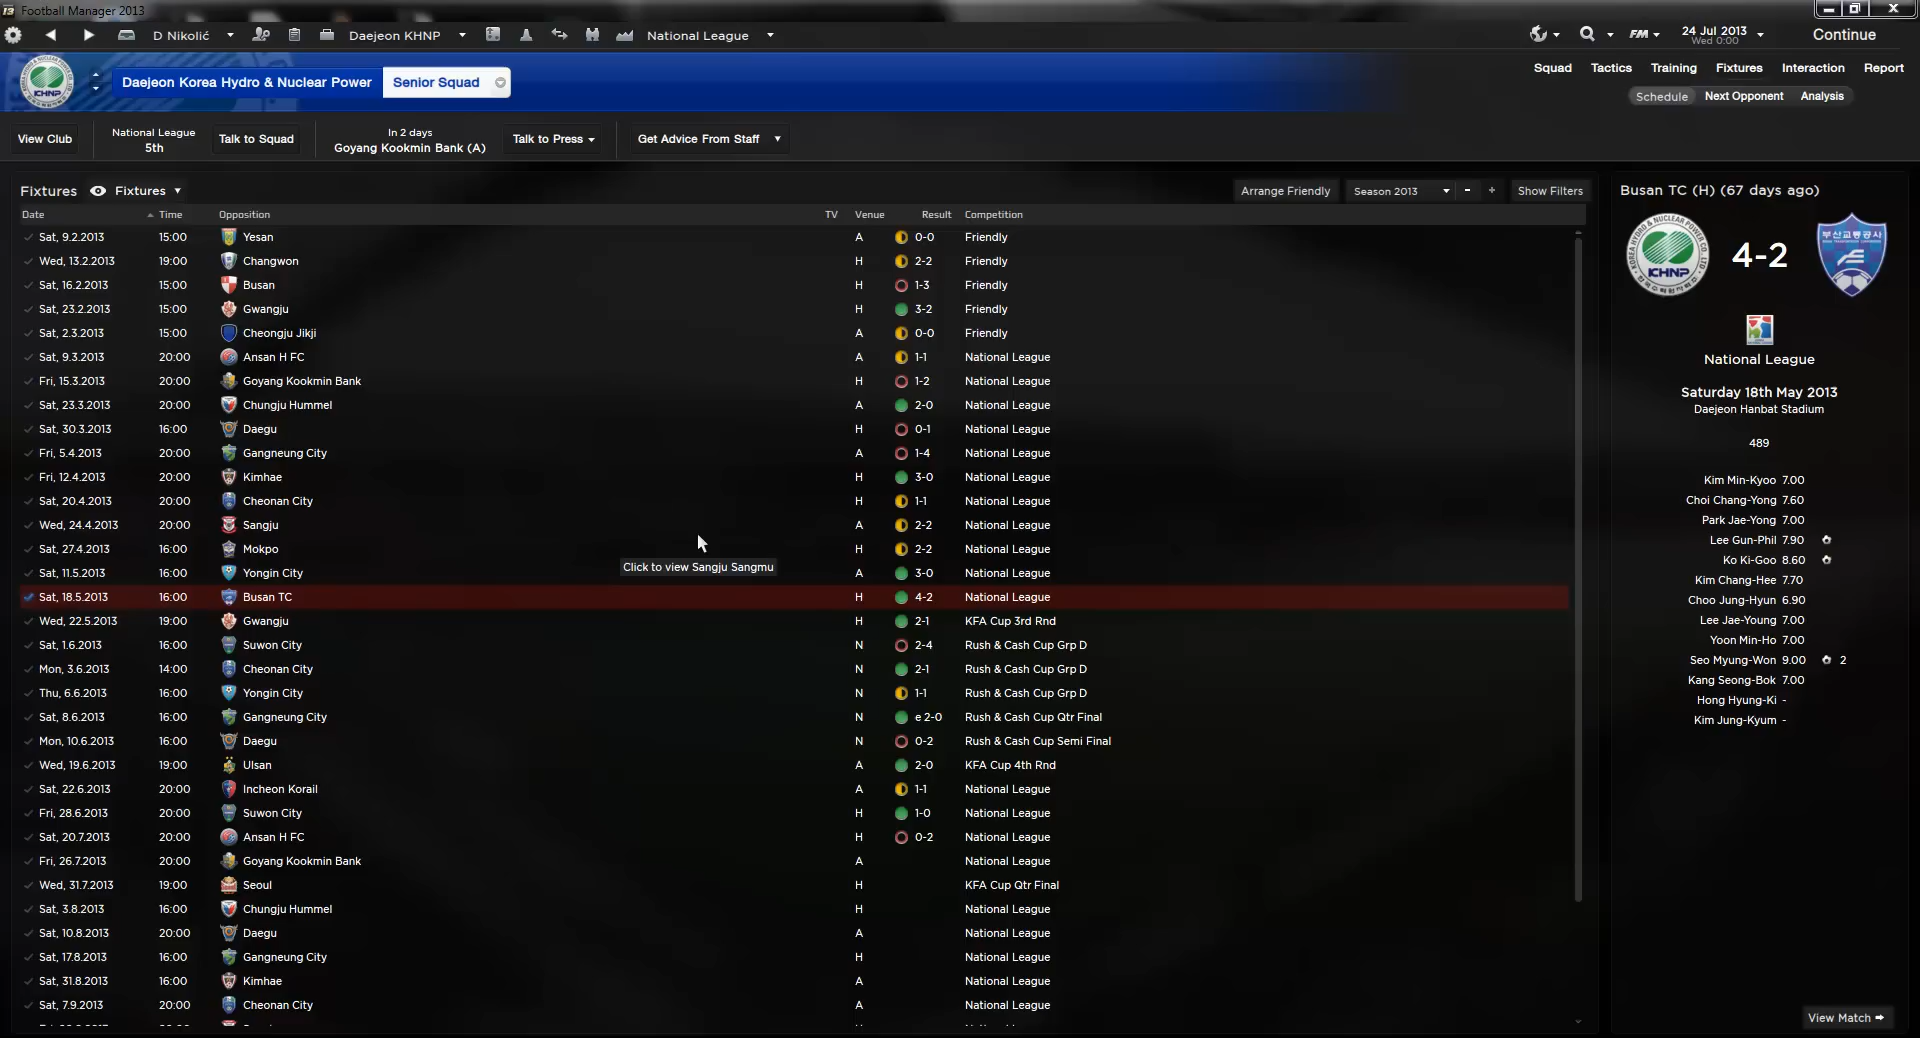 Football Manager 2013
D Nikolić Daejeon KHNP National League FM 24 Jul 2013 Wed 0:00 Continue
Daejeon Korea Hydro & Nuclear Power Senior Squad
Squad Tactics Training Fixtures Interaction Report
Schedule Next Opponent Analysis
View Club National League 5th Talk to Squad In 2 days Goyang Kookmin Bank (A) Talk to Press Get Advice From Staff
Fixtures Fixtures Arrange Friendly Season 2013 - + Show Filters
Date Time Opposition TV Venue Result Competition
Sat, 9.2.2013 15:00 Yesan A 0-0 Friendly
Wed, 13.2.2013 19:00 Changwon H 2-2 Friendly
Sat, 16.2.2013 15:00 Busan H 1-3 Friendly
Sat, 23.2.2013 15:00 Gwangju H 3-2 Friendly
Sat, 2.3.2013 15:00 Cheongju Jikji A 0-0 Friendly
Sat, 9.3.2013 20:00 Ansan H FC A 1-1 National League
Fri, 15.3.2013 20:00 Goyang Kookmin Bank H 1-2 National League
Sat, 23.3.2013 20:00 Chungju Hummel A 2-0 National League
Sat, 30.3.2013 16:00 Daegu H 0-1 National League
Fri, 5.4.2013 20:00 Gangneung City A 1-4 National League
Fri, 12.4.2013 20:00 Kimhae H 3-0 National League
Sat, 20.4.2013 20:00 Cheonan City H 1-1 National League
Wed, 24.4.2013 20:00 Sangju A 2-2 National League
Sat, 27.4.2013 16:00 Mokpo H 2-2 National League
Click to view Sangju Sangmu
Sat, 11.5.2013 16:00 Yongin City A 3-0 National League
Sat, 18.5.2013 16:00 Busan TC H 4-2 National League
Wed, 22.5.2013 19:00 Gwangju H 2-1 KFA Cup 3rd Rnd
Sat, 1.6.2013 16:00 Suwon City N 2-4 Rush & Cash Cup Grp D
Mon, 3.6.2013 14:00 Cheonan City N 2-1 Rush & Cash Cup Grp D
Thu, 6.6.2013 16:00 Yongin City N 1-1 Rush & Cash Cup Grp D
Sat, 8.6.2013 16:00 Gangneung City N e 2-0 Rush & Cash Cup Qtr Final
Mon, 10.6.2013 16:00 Daegu N 0-2 Rush & Cash Cup Semi Final
Wed, 19.6.2013 19:00 Ulsan A 2-0 KFA Cup 4th Rnd
Sat, 22.6.2013 20:00 Incheon Korail A 1-1 National League
Fri, 28.6.2013 20:00 Suwon City H 1-0 National League
Sat, 20.7.2013 20:00 Ansan H FC H 0-2 National League
Fri, 26.7.2013 20:00 Goyang Kookmin Bank A National League
Wed, 31.7.2013 19:00 Seoul H KFA Cup Qtr Final
Sat, 3.8.2013 16:00 Chungju Hummel H National League
Sat, 10.8.2013 20:00 Daegu A National League
Sat, 17.8.2013 16:00 Gangneung City H National League
Sat, 31.8.2013 16:00 Kimhae A National League
Sat, 7.9.2013 20:00 Cheonan City A National League
Busan TC (H) (67 days ago)
KHNP
4-2
부산교통공사
National League
Saturday 18th May 2013
Daejeon Hanbat Stadium
489
Kim Min-Kyoo 7.00
Choi Chang-Yong 7.60
Park Jae-Yong 7.00
Lee Gun-Phil 7.90
Ko Ki-Goo 8.60
Kim Chang-Hee 7.70
Choo Jung-Hyun 6.90
Lee Jae-Young 7.00
Yoon Min-Ho 7.00
Seo Myung-Won 9.00 2
Kang Seong-Bok 7.00
Hong Hyung-Ki -
Kim Jung-Kyum -
View Match